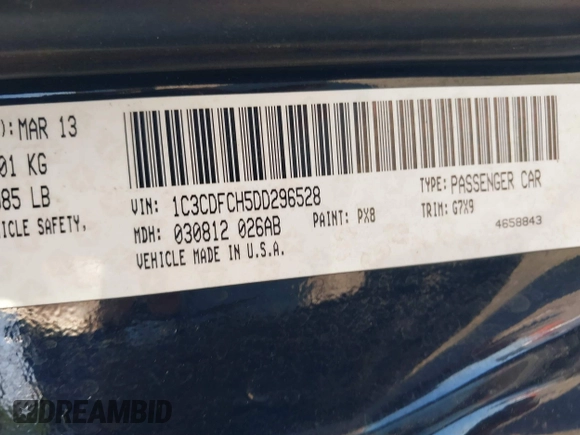 ): MAR 13
01 KG
85 LB
HICLE SAFETY,
VIN: 1C3CDFCH5DD296528
TYPE: PASSENGER CAR
MDH: 030812 026AB
PAINT: PX8
TRIM: G7X9
VEHICLE MADE IN U.S.A.
4658843
DREAMBID